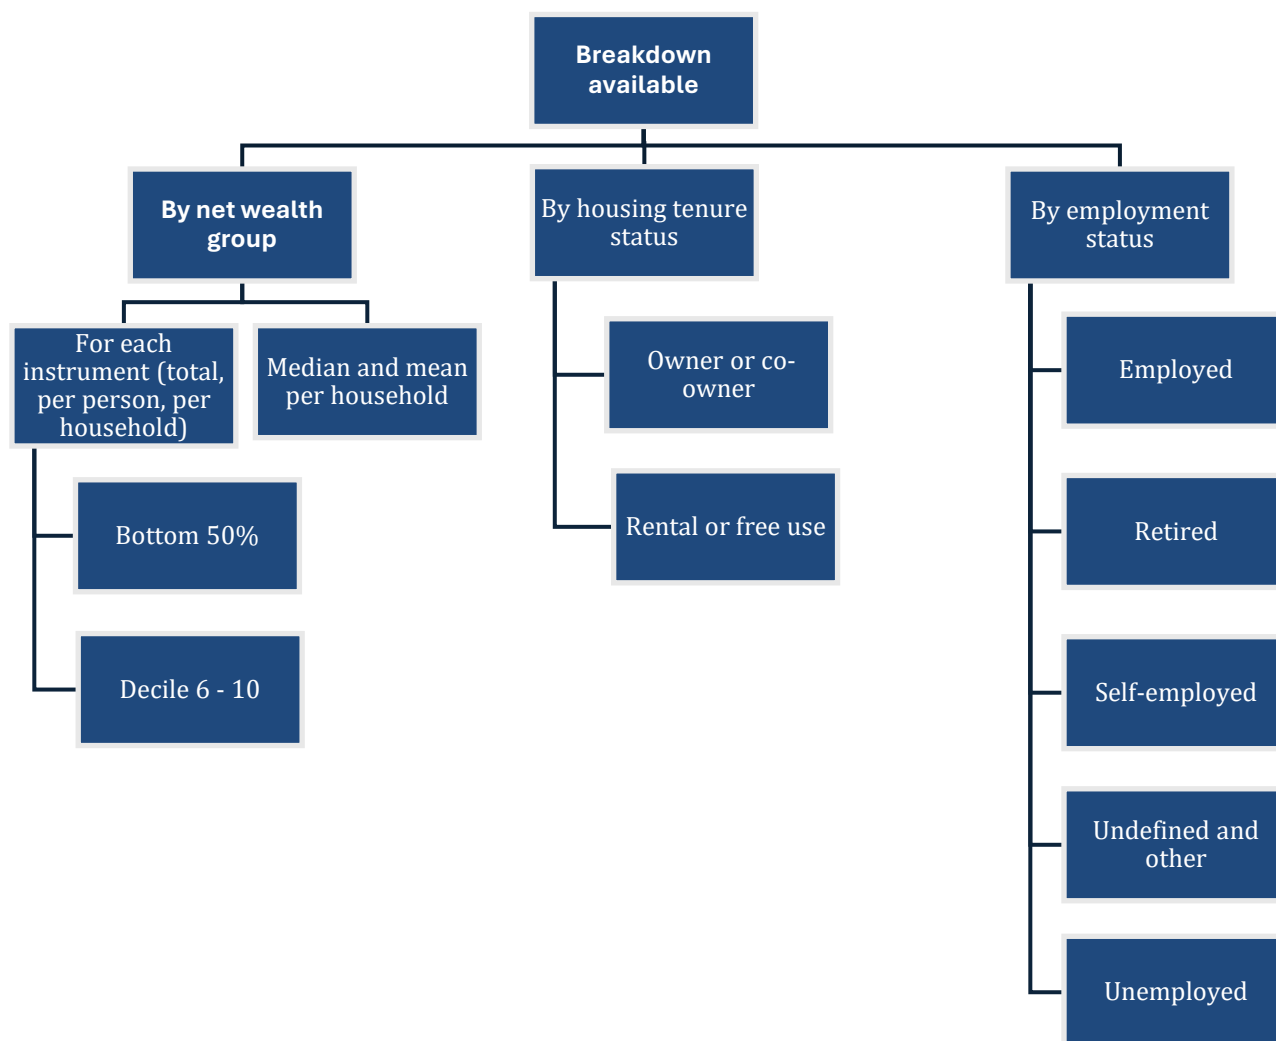 Breakdown
available
By net wealth
group
By housing tenure
status
By employment
status
For each
instrument (total,
per person, per
household)
Median and mean
per household
Bottom 50%
Decile 6 - 10
Owner or co-
owner
Rental or free use
Employed
Retired
Self-employed
Undefined and
other
Unemployed